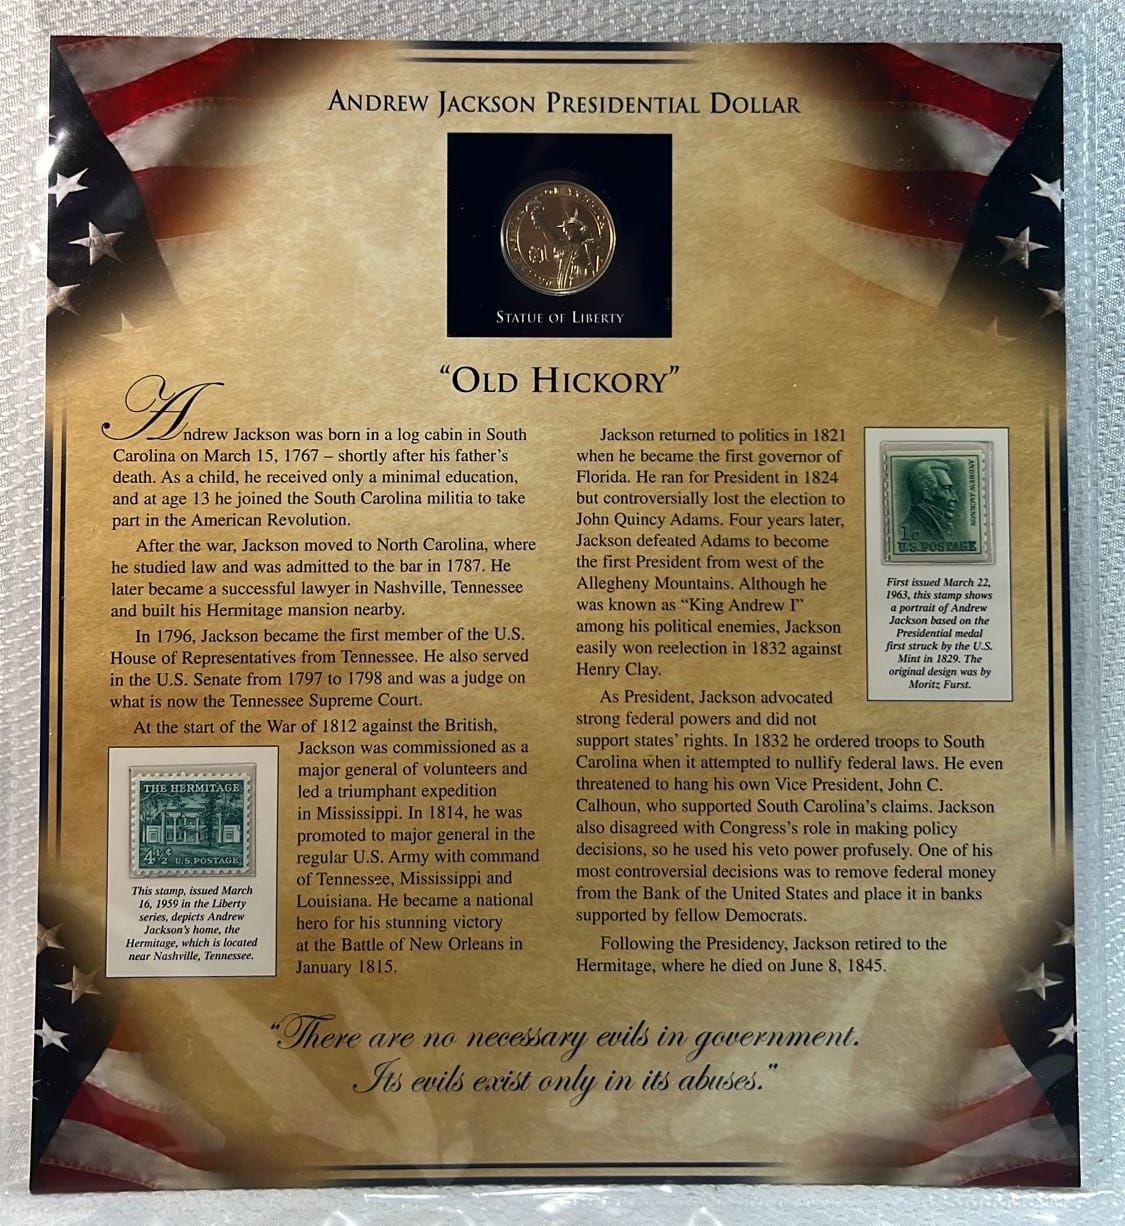 ANDREW JACKSON PRESIDENTIAL DOLLAR
$1
STATUE OF LIBERTY
“OLD HICKORY”
Andrew Jackson was born in a log cabin in South
Carolina on March 15, 1767 – shortly after his father’s
death. As a child, he received only a minimal education,
and at age 13 he joined the South Carolina militia to take
part in the American Revolution.
After the war, Jackson moved to North Carolina, where
he studied law and was admitted to the bar in 1787. He
later became a successful lawyer in Nashville, Tennessee
and built his Hermitage mansion nearby.
In 1796, Jackson became the first member of the U.S.
House of Representatives from Tennessee. He also served
in the U.S. Senate from 1797 to 1798 and was a judge on
what is now the Tennessee Supreme Court.
At the start of the War of 1812 against the British,
Jackson was commissioned as a
major general of volunteers and
led a triumphant expedition
in Mississippi. In 1814, he was
promoted to major general in the
regular U.S. Army with command
of Tennessee, Mississippi and
Louisiana. He became a national
hero for his stunning victory
at the Battle of New Orleans in
January 1815.
THE HERMITAGE
4½¢ U.S. POSTAGE
This stamp, issued March
16, 1959 in the Liberty
series, depicts Andrew
Jackson’s home, the
Hermitage, which is located
near Nashville, Tennessee.
Jackson returned to politics in 1821
when he became the first governor of
Florida. He ran for President in 1824
but controversially lost the election to
John Quincy Adams. Four years later,
Jackson defeated Adams to become
the first President from west of the
Allegheny Mountains. Although he
was known as “King Andrew I”
among his political enemies, Jackson
easily won reelection in 1832 against
Henry Clay.
As President, Jackson advocated
strong federal powers and did not
support states’ rights. In 1832 he ordered troops to South
Carolina when it attempted to nullify federal laws. He even
threatened to hang his own Vice President, John C.
Calhoun, who supported South Carolina’s claims. Jackson
also disagreed with Congress’s role in making policy
decisions, so he used his veto power profusely. One of his
most controversial decisions was to remove federal money
from the Bank of the United States and place it in banks
supported by fellow Democrats.
Following the Presidency, Jackson retired to the
Hermitage, where he died on June 8, 1845.
ANDREW JACKSON
1¢
U.S. POSTAGE
First issued March 22,
1963, this stamp shows
a portrait of Andrew
Jackson based on the
Presidential medal
first struck by the U.S.
Mint in 1829. The
original design was by
Moritz Furst.
“There are no necessary evils in government.
Its evils exist only in its abuses.”